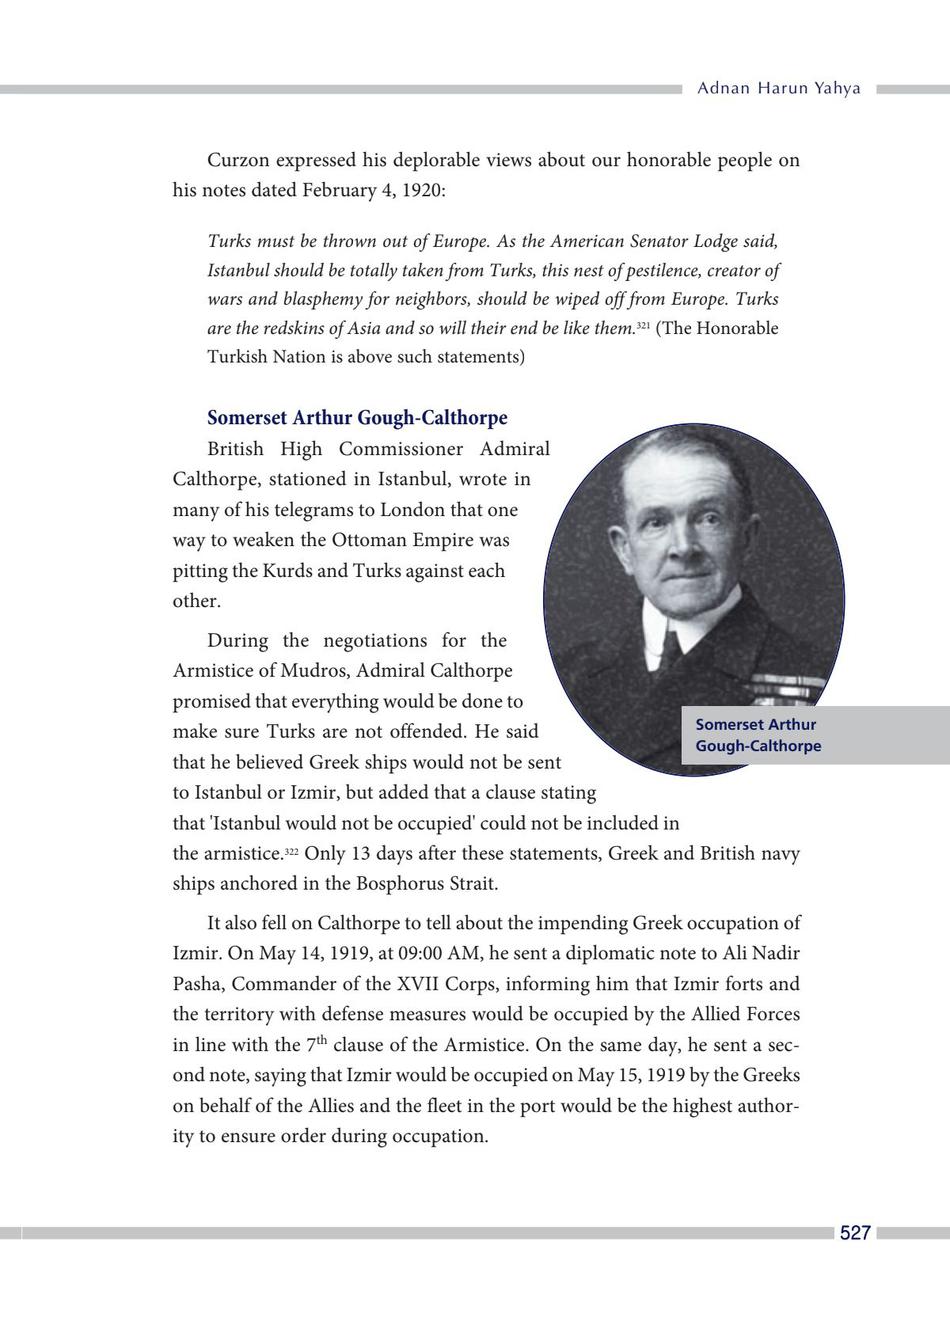 Adnan Harun Yahya
Curzon expressed his deplorable views about our honorable people on
his notes dated February 4, 1920:
Turks must be thrown out of Europe. As the American Senator Lodge said,
Istanbul should be totally taken from Turks, this nest of pestilence, creator of
wars and blasphemy for neighbors, should be wiped off from Europe. Turks
are the redskins of Asia and so will their end be like them.321 (The Honorable
Turkish Nation is above such statements)
Somerset Arthur Gough-Calthorpe
British High Commissioner Admiral
Calthorpe, stationed in Istanbul, wrote in
many of his telegrams to London that one
way to weaken the Ottoman Empire was
pitting the Kurds and Turks against each
other.
During the negotiations for the
Armistice of Mudros, Admiral Calthorpe
promised that everything would be done to
make sure Turks are not offended. He said
that he believed Greek ships would not be sent
to Istanbul or Izmir, but added that a clause stating
that 'Istanbul would not be occupied' could not be included in
the armistice.322 Only 13 days after these statements, Greek and British navy
ships anchored in the Bosphorus Strait.
Somerset Arthur
Gough-Calthorpe
It also fell on Calthorpe to tell about the impending Greek occupation of
Izmir. On May 14, 1919, at 09:00 AM, he sent a diplomatic note to Ali Nadir
Pasha, Commander of the XVII Corps, informing him that Izmir forts and
the territory with defense measures would be occupied by the Allied Forces
in line with the 7th clause of the Armistice. On the same day, he sent a sec-
ond note, saying that Izmir would be occupied on May 15, 1919 by the Greeks
on behalf of the Allies and the fleet in the port would be the highest author-
ity to ensure order during occupation.
527